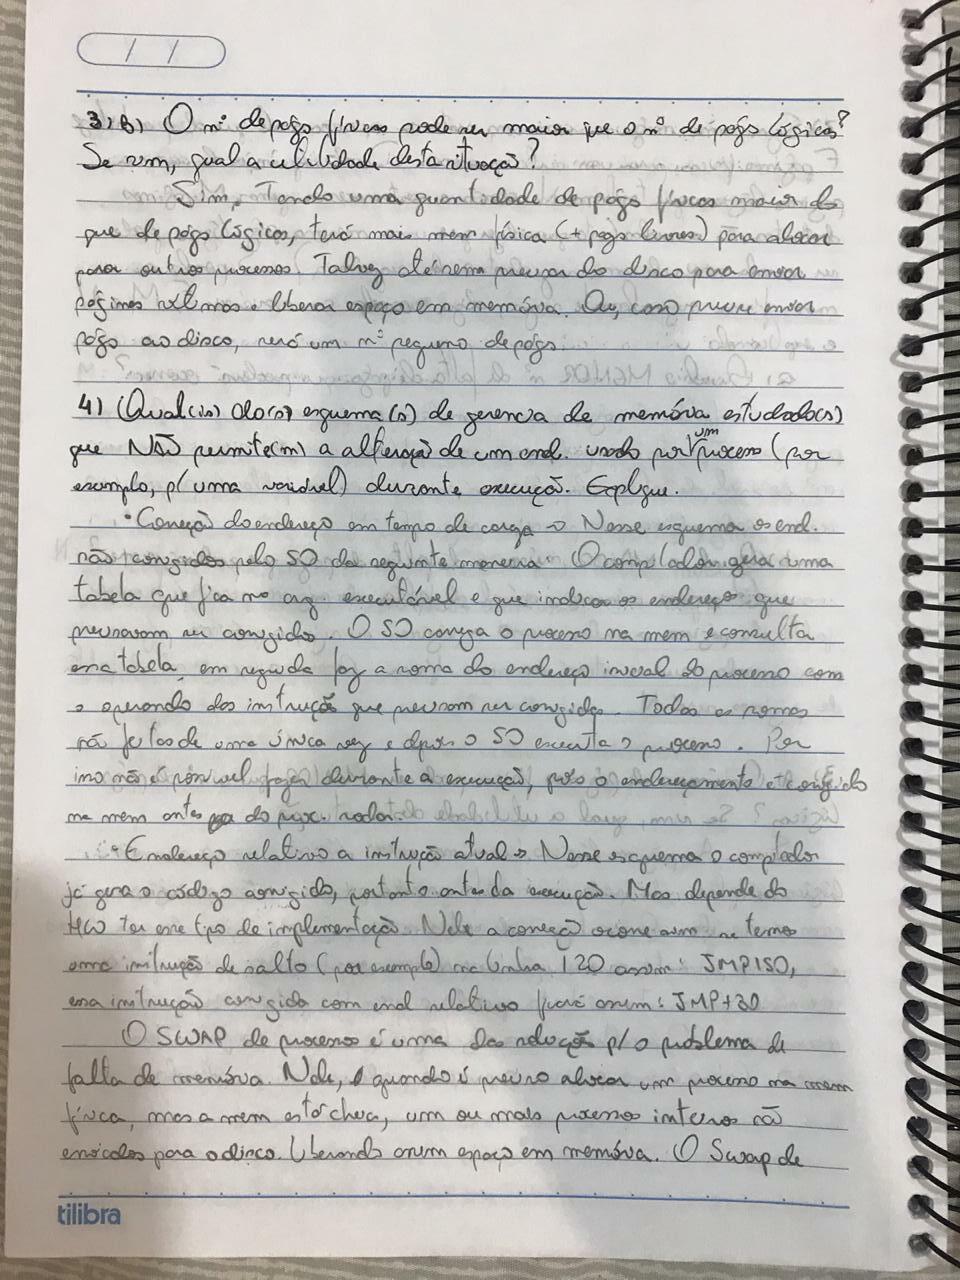 / /
3) b) O nº de págs físicas pode ser maior que o nº de págs lógicas?
Se sim, qual a utilidade desta situação?
Sim. Tendo uma quantidade de págs físicas maior do
que de págs lógicas, terá mais mem física (+ págs livres) para alocar
para outros processos. Talvez até nem precisa do disco para enviar
páginas vítimas e liberar espaço em memória. Ou, caso precise enviar
págs ao disco, será um nº pequeno de págs.
4) Qual(is) do(s) esquema(s) de gerencia de memória estudado(s)
que NÃO permite(m) a alteração de um end. usado por um processo (por
exemplo, p/ uma variável) durante execução. Explique.
• Correção do endereço em tempo de carga → Nesse esquema os end.
são corrigidos pelo SO da seguinte maneira: O compilador gera uma
tabela que fica no arq. executável e que indica os endereços que
precisavam ser corrigidos. O SO carrega o processo na mem e consulta
essa tabela, em seguida faz a soma do endereço inicial do processo com
o operando das instruções que precisam ser corrigidas. Todas as somas
são feitas de uma única vez e depois o SO executa o processo. Por
isso não é possível fazer durante a execução, pois o endereçamento é corrigido
na mem antes do proc. rodar.
• Endereço relativo a instrução atual → Nesse esquema o compilador
já gera o código corrigido, portanto antes da execução. Mas depende do
HW ter esse tipo de implementação. Nele a correção ocorre assim: se temos
uma instrução de salto (por exemplo) na linha 120 assim: JMP 150,
essa instrução corrigida com end relativo ficará assim: JMP +30
O SWAP de processos é uma das soluções p/ o problema de
falta de memória. Nele, quando é preciso alocar um processo na mem
física, mas a mem está cheia, um ou mais processos inteiros são
enviados para o disco. Liberando assim espaço em memória. O Swap de
tilibra